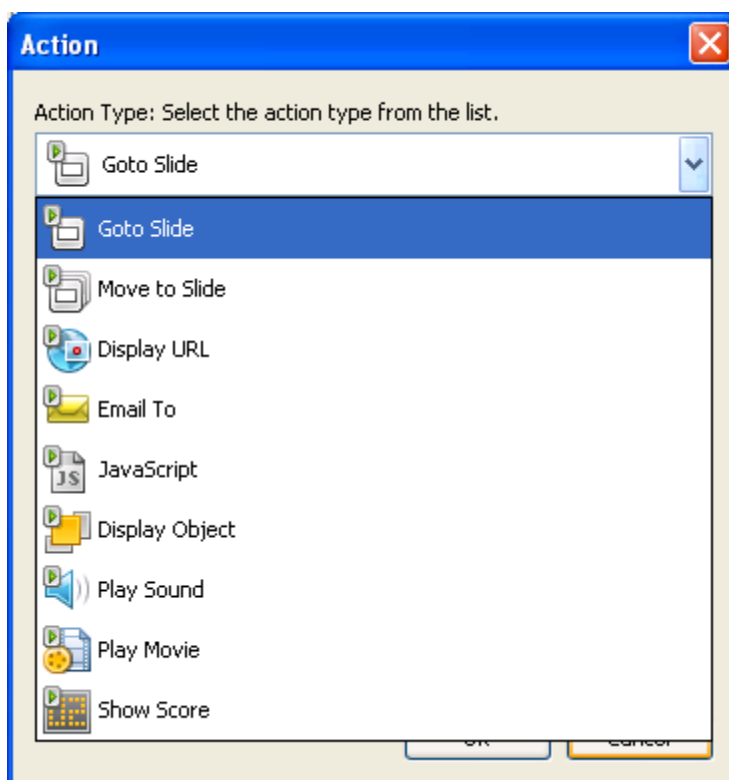 Action
Action Type: Select the action type from the list.
Goto Slide
Goto Slide
Move to Slide
Display URL
Email To
JS
JavaScript
Display Object
Play Sound
Play Movie
Show Score